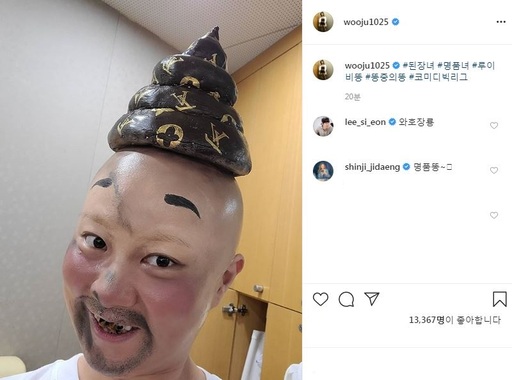 wooju1025
wooju1025 #된장녀 #명품녀 #루이
비똥 #똥중의똥 #코미디빅리그
20분
lee_si_eon 와호장룡
shinji_jidaeng 명품똥~ㅋ
13,367명이 좋아합니다